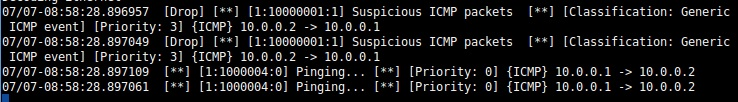 07/07-08:58:28.896957  [Drop] [**] [1:10000001:1] Suspicious ICMP packets  [**] [Classification: Generic
 ICMP event] [Priority: 3] {ICMP} 10.0.0.2 -> 10.0.0.1
07/07-08:58:28.897049  [Drop] [**] [1:10000001:1] Suspicious ICMP packets  [**] [Classification: Generic
 ICMP event] [Priority: 3] {ICMP} 10.0.0.2 -> 10.0.0.1
07/07-08:58:28.897109  [**] [1:1000004:0] Pinging... [**] [Priority: 0] {ICMP} 10.0.0.1 -> 10.0.0.2
07/07-08:58:28.897061  [**] [1:1000004:0] Pinging... [**] [Priority: 0] {ICMP} 10.0.0.1 -> 10.0.0.2